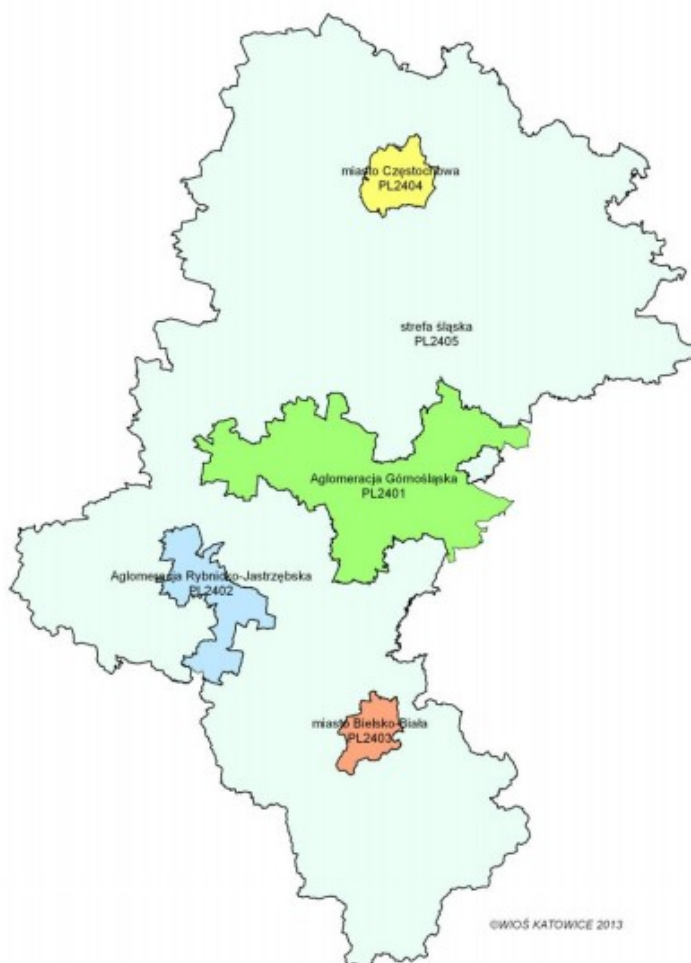 miasto Częstochowa
PL2404
strefa śląska
PL2405
Aglomeracja Górnośląska
PL2401
Aglomeracja Rybnicko-Jastrzębska
PL2402
miasto Bielsko-Biała
PL2403
©WIOŚ KATOWICE 2013